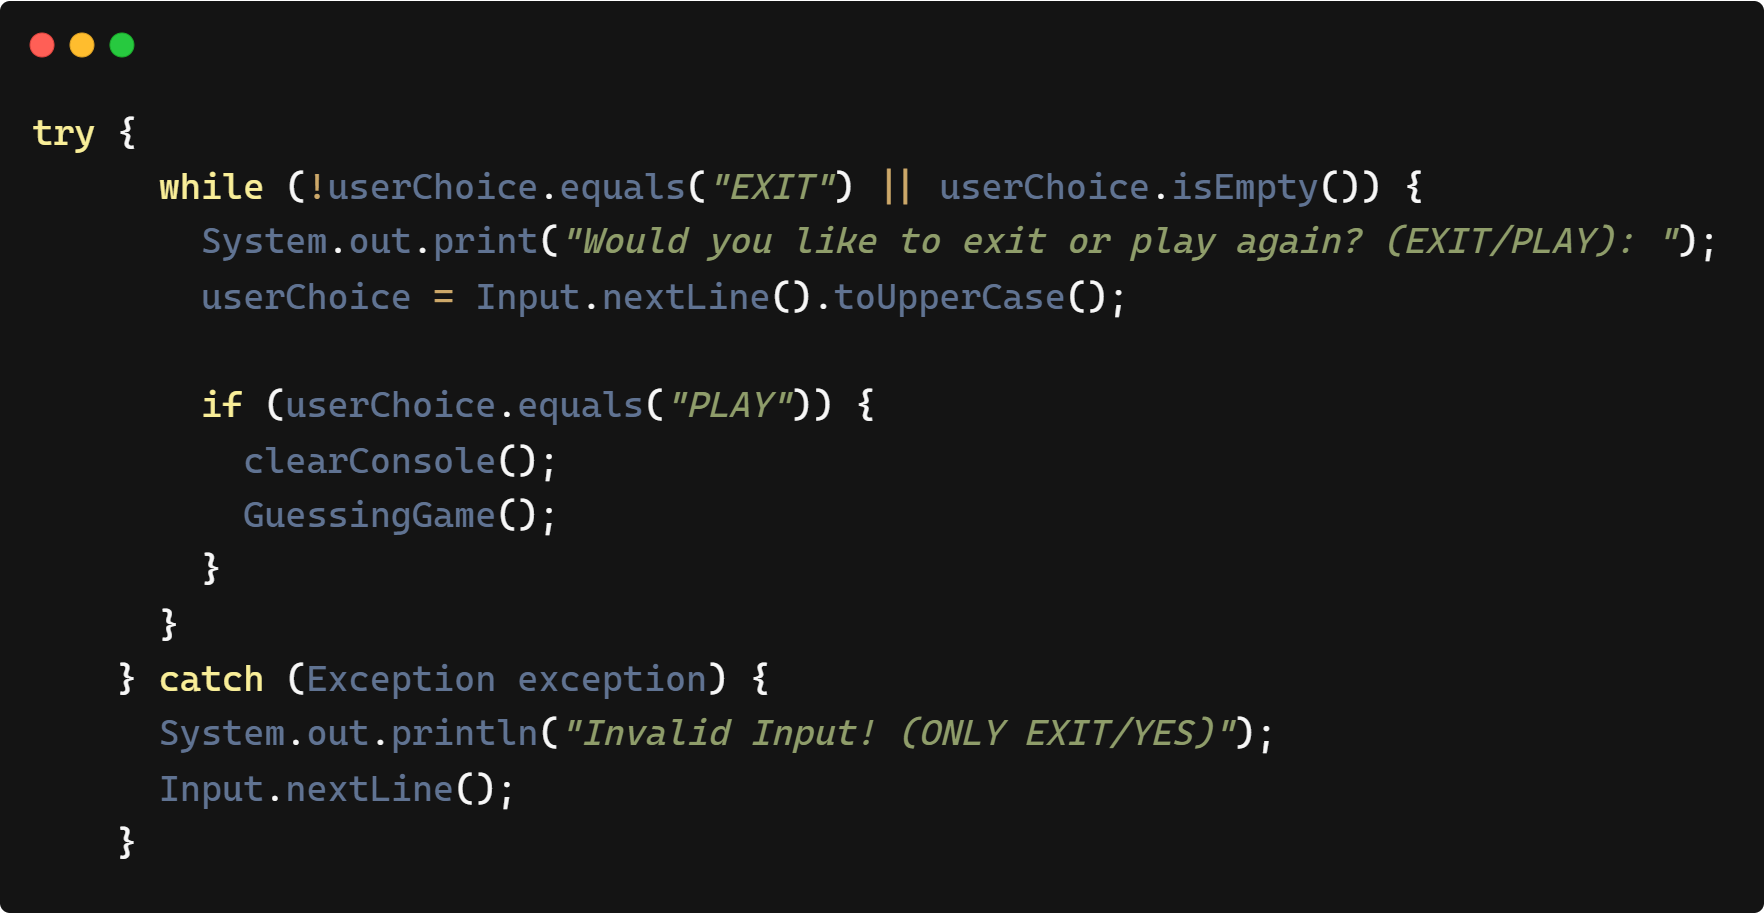 try {
      while (!userChoice.equals("EXIT") || userChoice.isEmpty()) {
        System.out.print("Would you like to exit or play again? (EXIT/PLAY): ");
        userChoice = Input.nextLine().toUpperCase();

        if (userChoice.equals("PLAY")) {
          clearConsole();
          GuessingGame();
        }
      }
    } catch (Exception exception) {
      System.out.println("Invalid Input! (ONLY EXIT/YES)");
      Input.nextLine();
    }